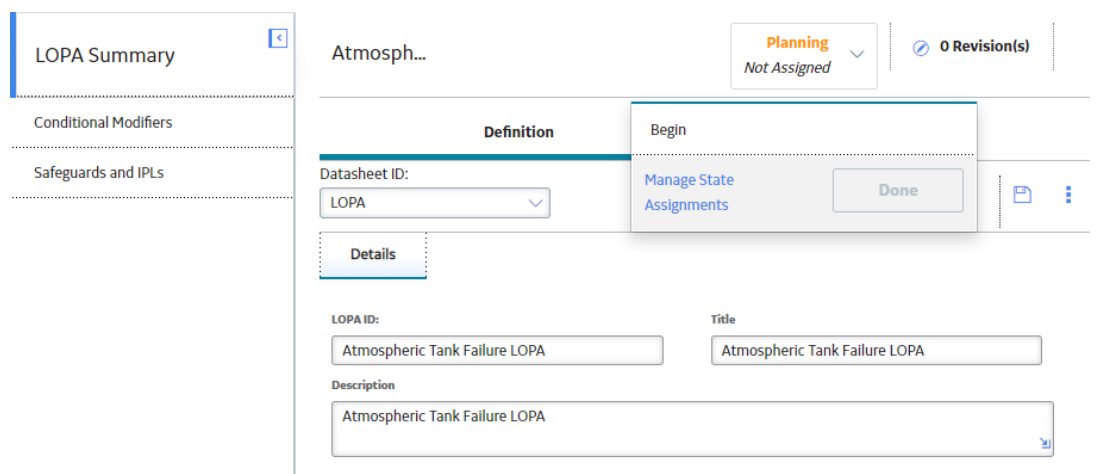 LOPA Summary
Conditional Modifiers
Safeguards and IPLs
Atmosph...
Planning
Not Assigned
0 Revision(s)
Definition
Begin
Manage State
Assignments
Done
Datasheet ID:
LOPA
Details
LOPA ID:
Atmospheric Tank Failure LOPA
Title
Atmospheric Tank Failure LOPA
Description
Atmospheric Tank Failure LOPA